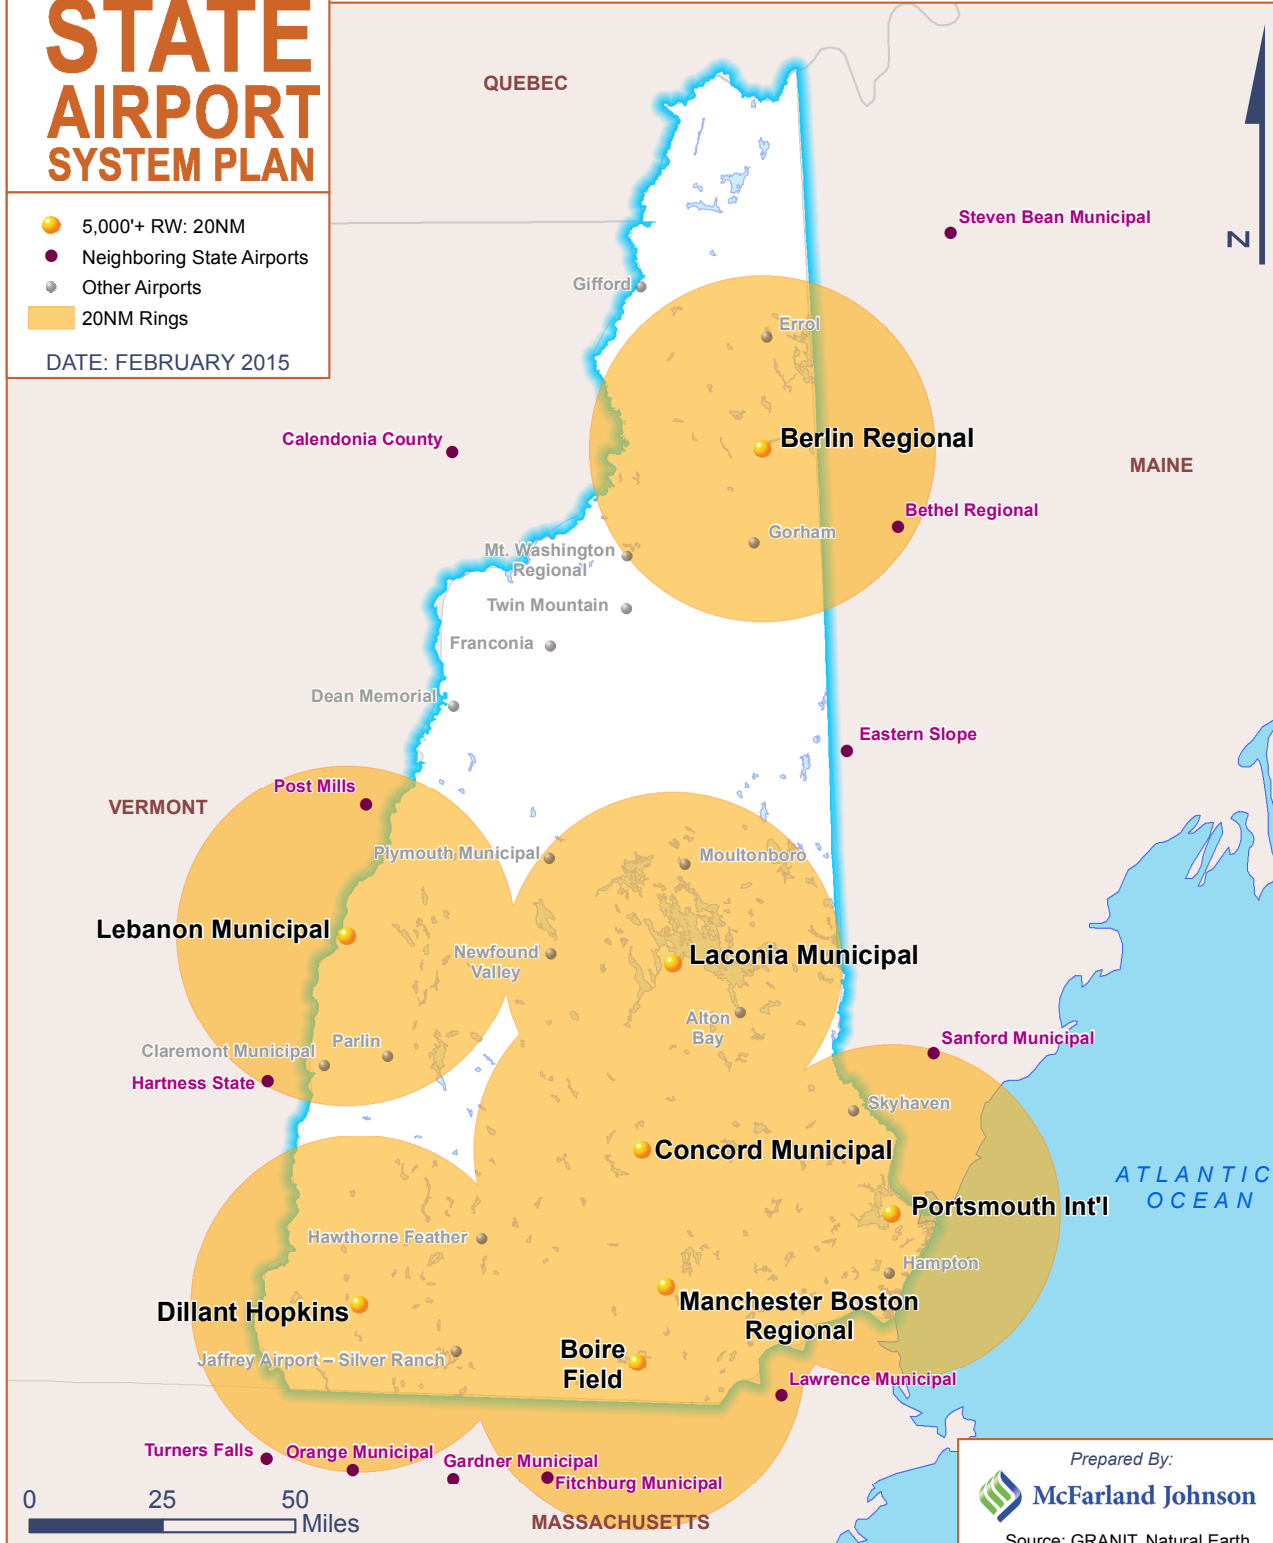 STATE
AIRPORT
SYSTEM PLAN
5,000'+ RW: 20NM
Neighboring State Airports
Other Airports
20NM Rings
DATE: FEBRUARY 2015
QUEBEC
N
Steven Bean Municipal
Gifford
Errol
Calendonia County
Berlin Regional
MAINE
Bethel Regional
Gorham
Mt. Washington
Regional
Twin Mountain
Franconia
Dean Memorial
Eastern Slope
Post Mills
VERMONT
Plymouth Municipal
Moultonboro
Lebanon Municipal
Newfound
Valley
Laconia Municipal
Alton
Bay
Parlin
Claremont Municipal
Hartness State
Sanford Municipal
Skyhaven
Concord Municipal
ATLANTIC
OCEAN
Portsmouth Int'l
Hawthorne Feather
Hampton
Dillant Hopkins
Manchester Boston
Regional
Boire
Field
Jaffrey Airport – Silver Ranch
Lawrence Municipal
Turners Falls
Orange Municipal
Gardner Municipal
Fitchburg Municipal
MASSACHUSETTS
0 25 50
Miles
Prepared By:
McFarland Johnson
Source: GRANIT, Natural Earth